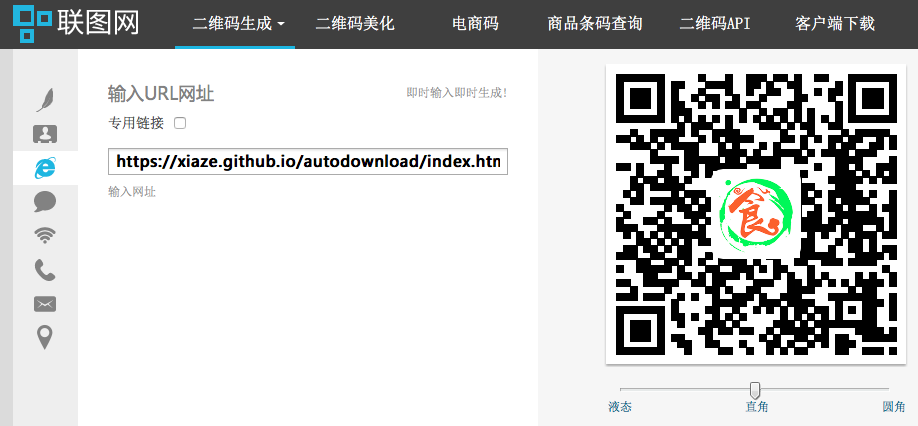 联图网
二维码生成 二维码美化 电商码 商品条码查询 二维码API 客户端下载
输入URL网址 即时输入即时生成!
专用链接
https://xiaze.github.io/autodownload/index.htn
输入网址
食
液态 直角 圆角